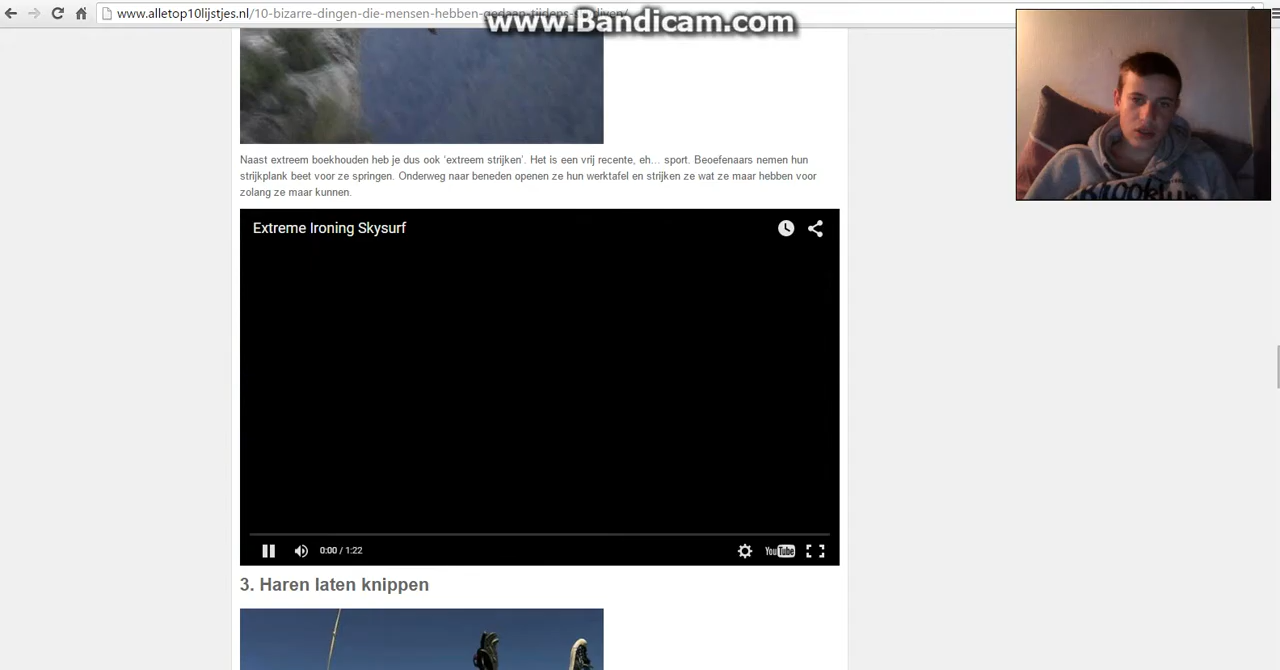 www.alletop10lijstjes.nl/10-bizarre-dingen-die-mensen-hebben-gedaan-tijdens-
www.Bandicam.com
Brooklyn
Naast extreem boekhouden heb je dus ook ‘extreem strijken’. Het is een vrij recente, eh… sport. Beoefenaars nemen hun
strijkplank beet voor ze springen. Onderweg naar beneden openen ze hun werktafel en strijken ze wat ze maar hebben voor
zolang ze maar kunnen.
Extreme Ironing Skysurf
0:00 / 1:22
YouTube
3. Haren laten knippen